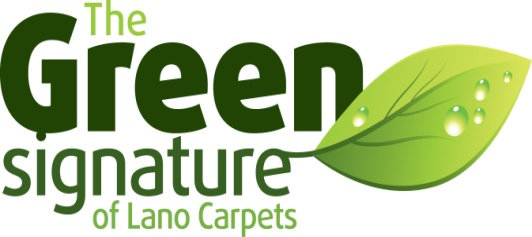 The
Green
signature
of Lano Carpets